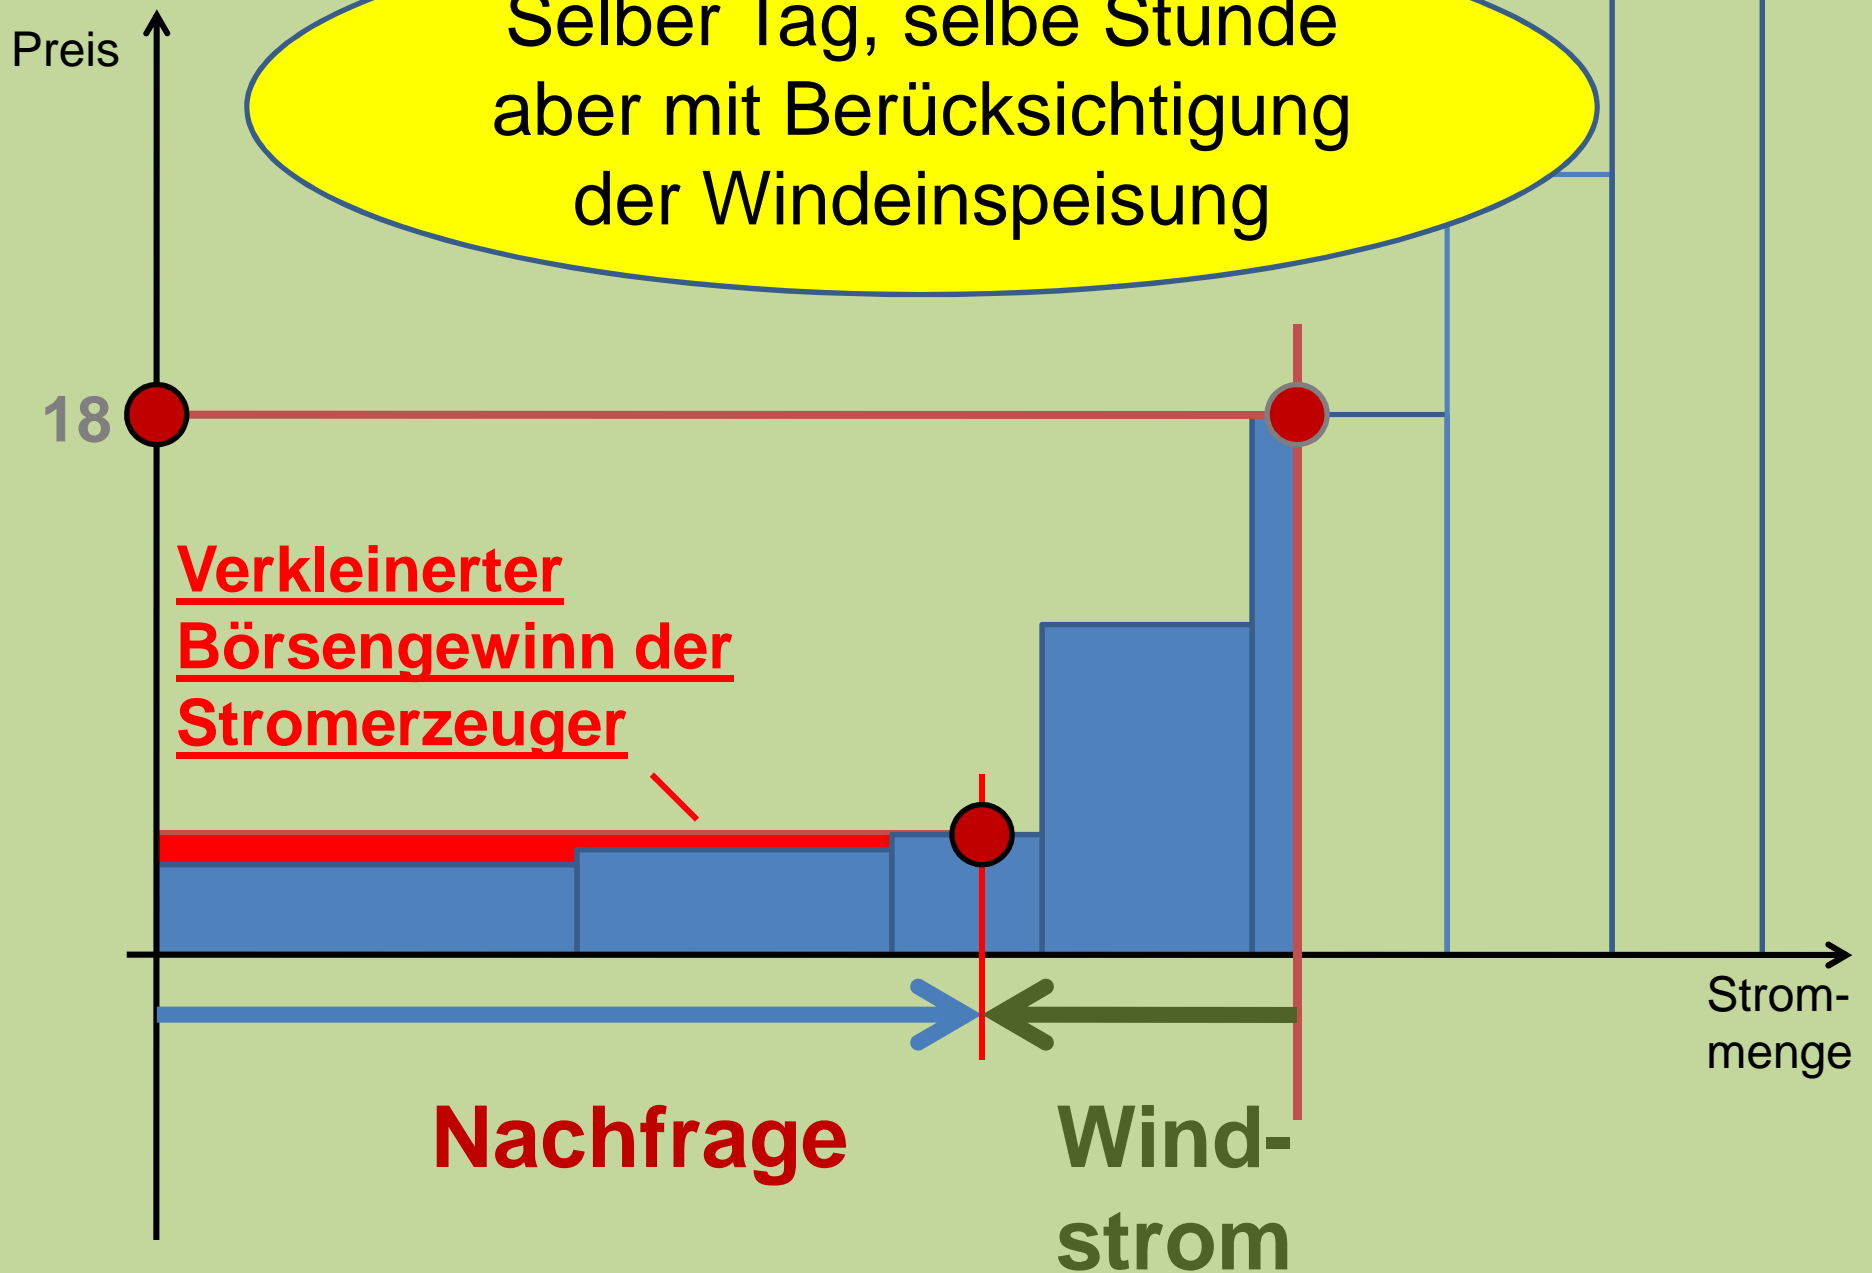 Selber Tag, selbe Stunde
aber mit Berücksichtigung
der Windeinspeisung
Preis
18
Verkleinerter
Börsengewinn der
Stromerzeuger
Strom-
menge
Nachfrage
Wind-
strom